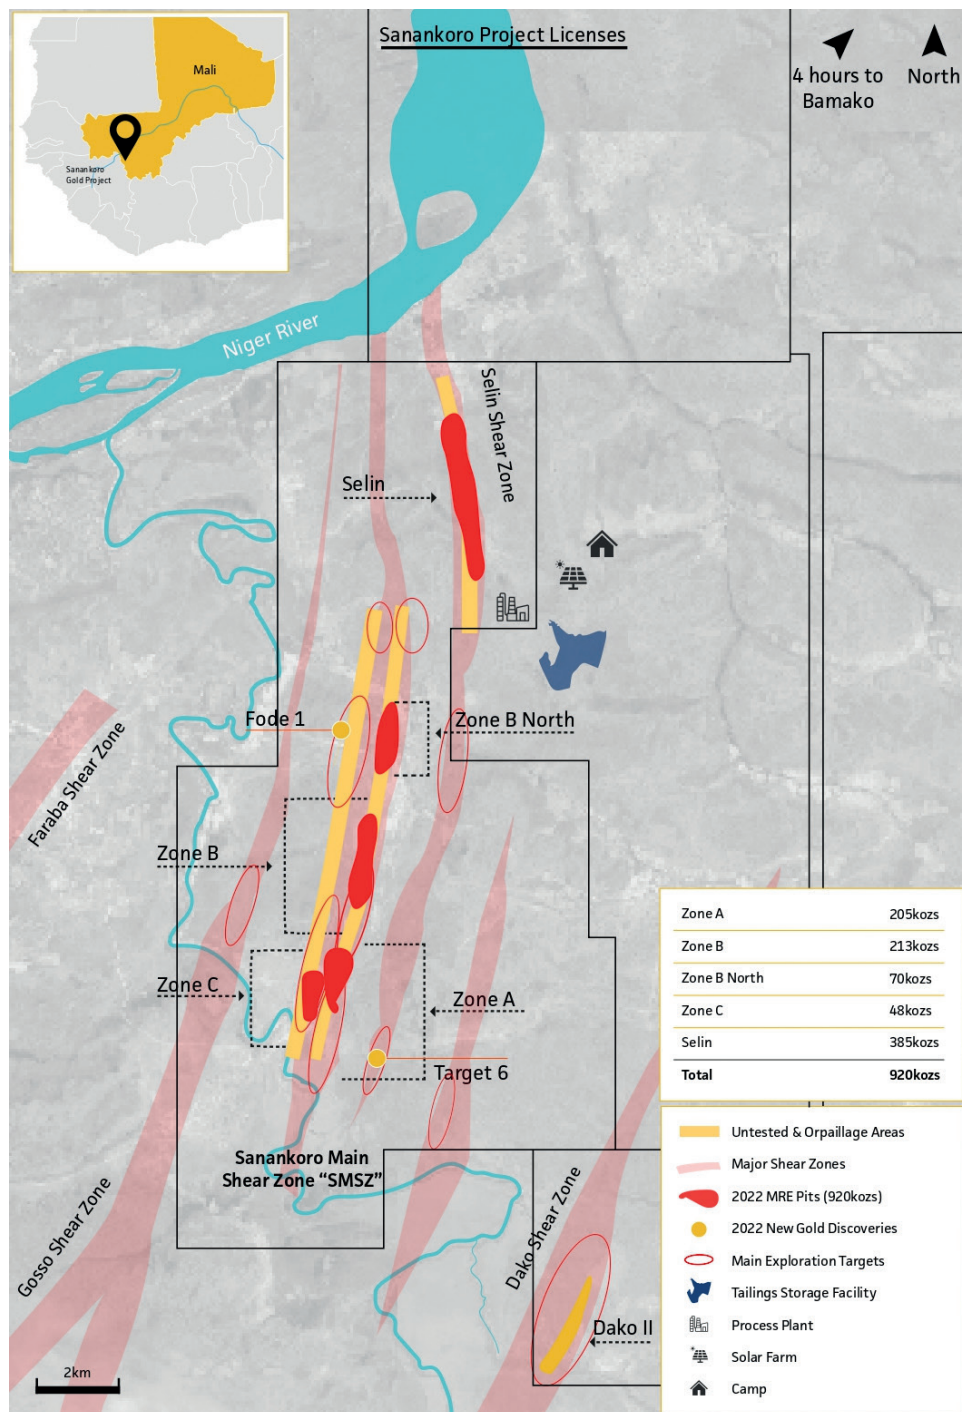 Sanankoro Project Licenses
Mali
Sanankoro
Gold Project
4 hours to
Bamako
North
Niger River
Selin Shear Zone
Selin
Fode 1
Zone B North
Faraba Shear Zone
Zone B
Zone C
Zone A
Target 6
Sanankoro Main
Shear Zone “SMSZ”
Gosso Shear Zone
Dako Shear Zone
Dako II
2km
Zone A 205kozs
Zone B 213kozs
Zone B North 70kozs
Zone C 48kozs
Selin 385kozs
Total 920kozs
Untested & Orpaillage Areas
Major Shear Zones
2022 MRE Pits (920kozs)
2022 New Gold Discoveries
Main Exploration Targets
Tailings Storage Facility
Process Plant
Solar Farm
Camp